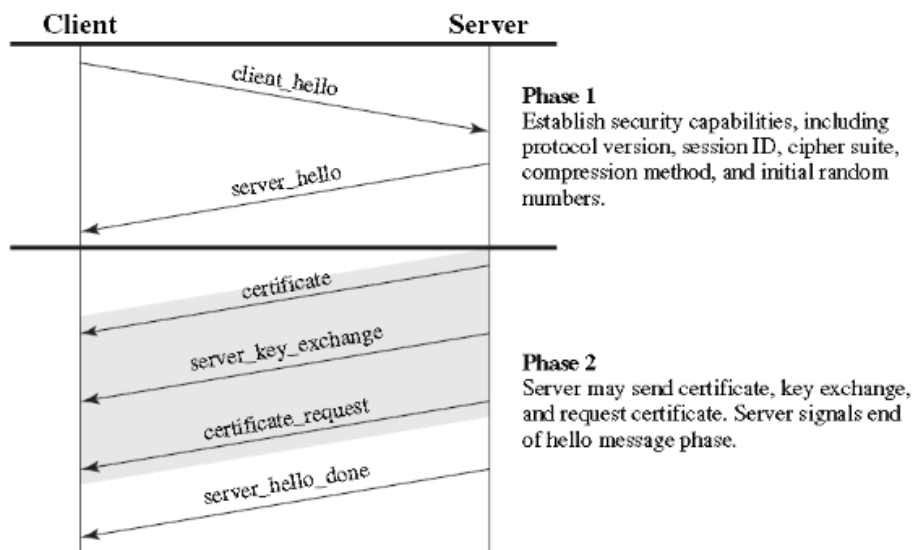 Client
Server
client_hello
Phase 1
Establish security capabilities, including
protocol version, session ID, cipher suite,
compression method, and initial random
numbers.
server_hello
certificate
server_key_exchange
Phase 2
Server may send certificate, key exchange,
and request certificate. Server signals end
of hello message phase.
certificate_request
server_hello_done